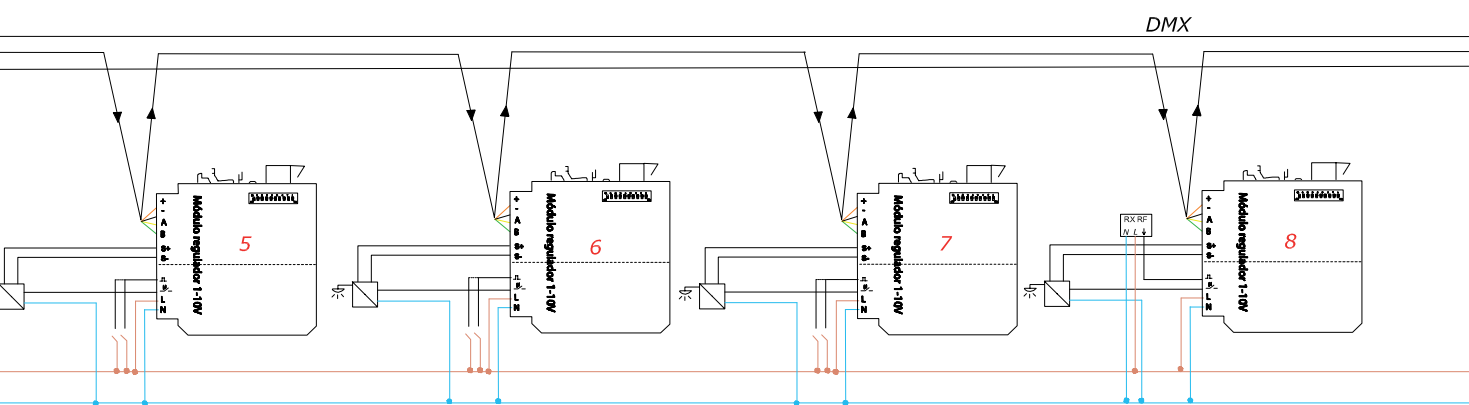 DMX
+
-
A
B
S+
S-
L
N
Módulo regulador 1-10V
5
+
-
A
B
S+
S-
L
N
Módulo regulador 1-10V
6
+
-
A
B
S+
S-
L
N
Módulo regulador 1-10V
7
RX RF
N L
+
-
A
B
S+
S-
L
N
Módulo regulador 1-10V
8